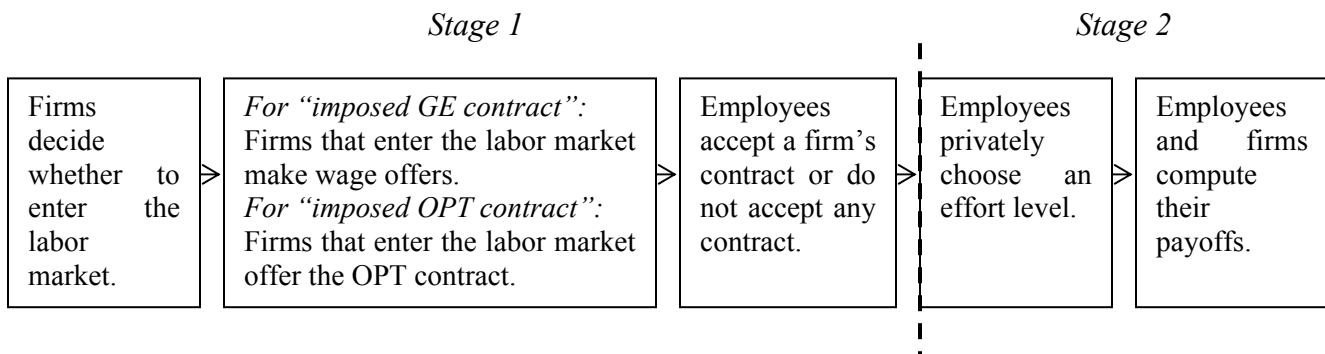 Stage 1
Stage 2
Firms
decide
whether to
enter the
labor
market.
For “imposed GE contract”:
Firms that enter the labor market
make wage offers.
For “imposed OPT contract”:
Firms that enter the labor market
offer the OPT contract.
Employees
accept a firm’s
contract or do
not accept any
contract.
Employees
privately
choose an
effort level.
Employees
and firms
compute
their
payoffs.